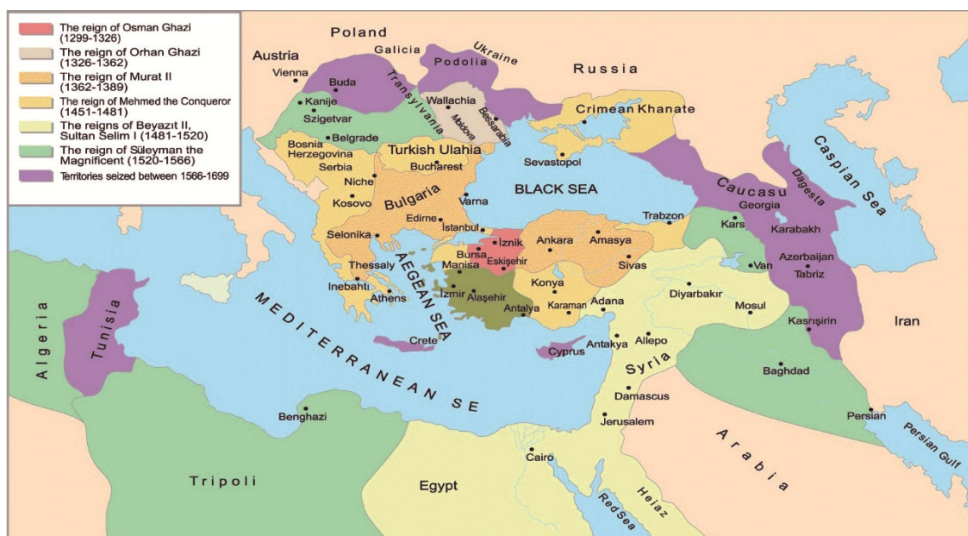 The reign of Osman Ghazi
(1299-1326)
The reign of Orhan Ghazi
(1326-1362)
The reign of Murat II
(1362-1389)
The reign of Mehmed the Conqueror
(1451-1481)
The reigns of Beyazıt II,
Sultan Selim I (1481-1520)
The reign of Süleyman the
Magnificent (1520-1566)
Territories seized between 1566-1699
Poland
Galicia
Ukraine
Austria
Vienna
Podolia
Russia
Buda
Transylvania
Kanije
Szigetvar
Wallachia
Moldova
Bessarabia
Crimean Khanate
Belgrade
Bosnia
Herzegovina
Serbia
Turkish Ulahia
Bucharest
Sevastopol
Niche
Kosovo
Bulgaria
Varna
BLACK SEA
Caucasu
Dagesta
Caspian Sea
Georgia
Kars
Karabakh
Edirne
İstanbul
Trabzon
Selonika
Bursa
İznik
Ankara
Amasya
Azerbaijan
Tabriz
Van
Thessaly
AEGEAN SEA
Manisa
Eskişehir
Sivas
Inebahti
Athens
İzmir
Alaşehir
Konya
Karaman
Adana
Diyarbakır
Mosul
Antalya
Kasrışirin
Iran
Crete
Cyprus
Antakya
Allepo
Syria
Algeria
Tunisia
MEDITERRANEAN SE
Baghdad
Damascus
Jerusalem
Persian
Persian Gulf
Benghazi
Tripoli
Cairo
Egypt
Arabia
Red Sea
Heiaz